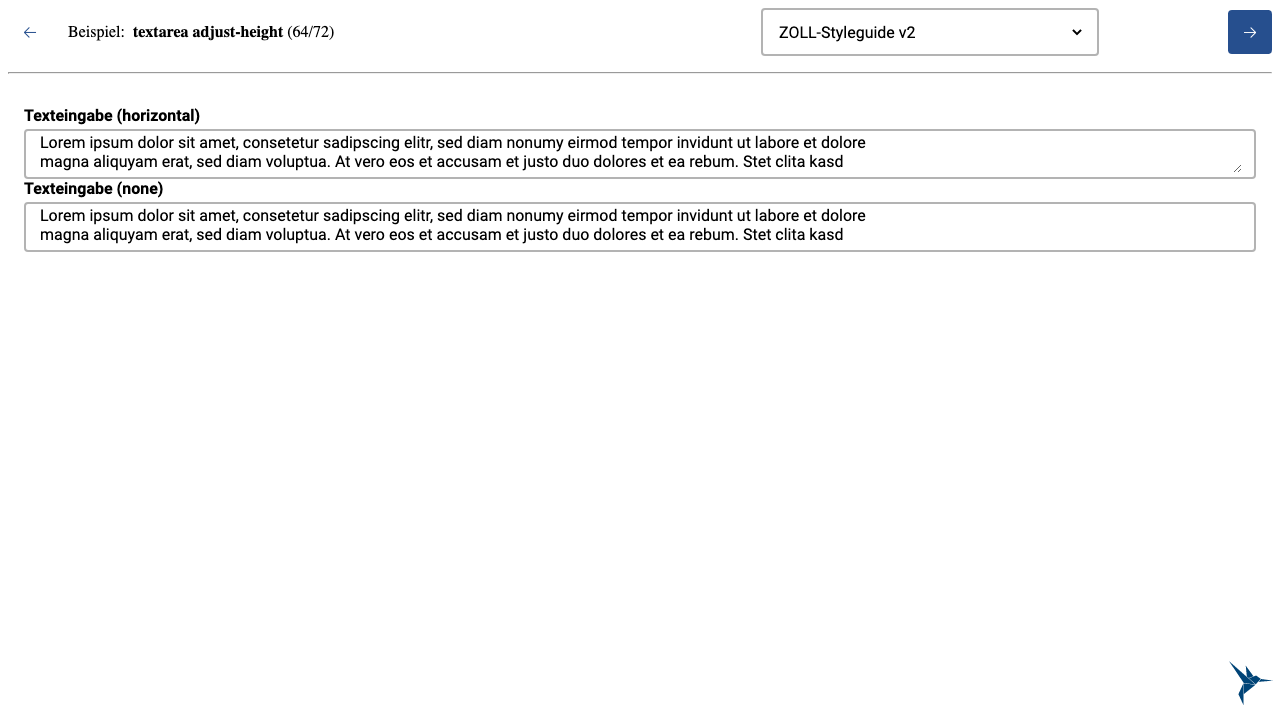 Beispiel: textarea adjust-height (64/72)
ZOLL-Styleguide v2
Texteingabe (horizontal)
Lorem ipsum dolor sit amet, consetetur sadipscing elitr, sed diam nonumy eirmod tempor invidunt ut labore et dolore
magna aliquyam erat, sed diam voluptua. At vero eos et accusam et justo duo dolores et ea rebum. Stet clita kasd
Texteingabe (none)
Lorem ipsum dolor sit amet, consetetur sadipscing elitr, sed diam nonumy eirmod tempor invidunt ut labore et dolore
magna aliquyam erat, sed diam voluptua. At vero eos et accusam et justo duo dolores et ea rebum. Stet clita kasd